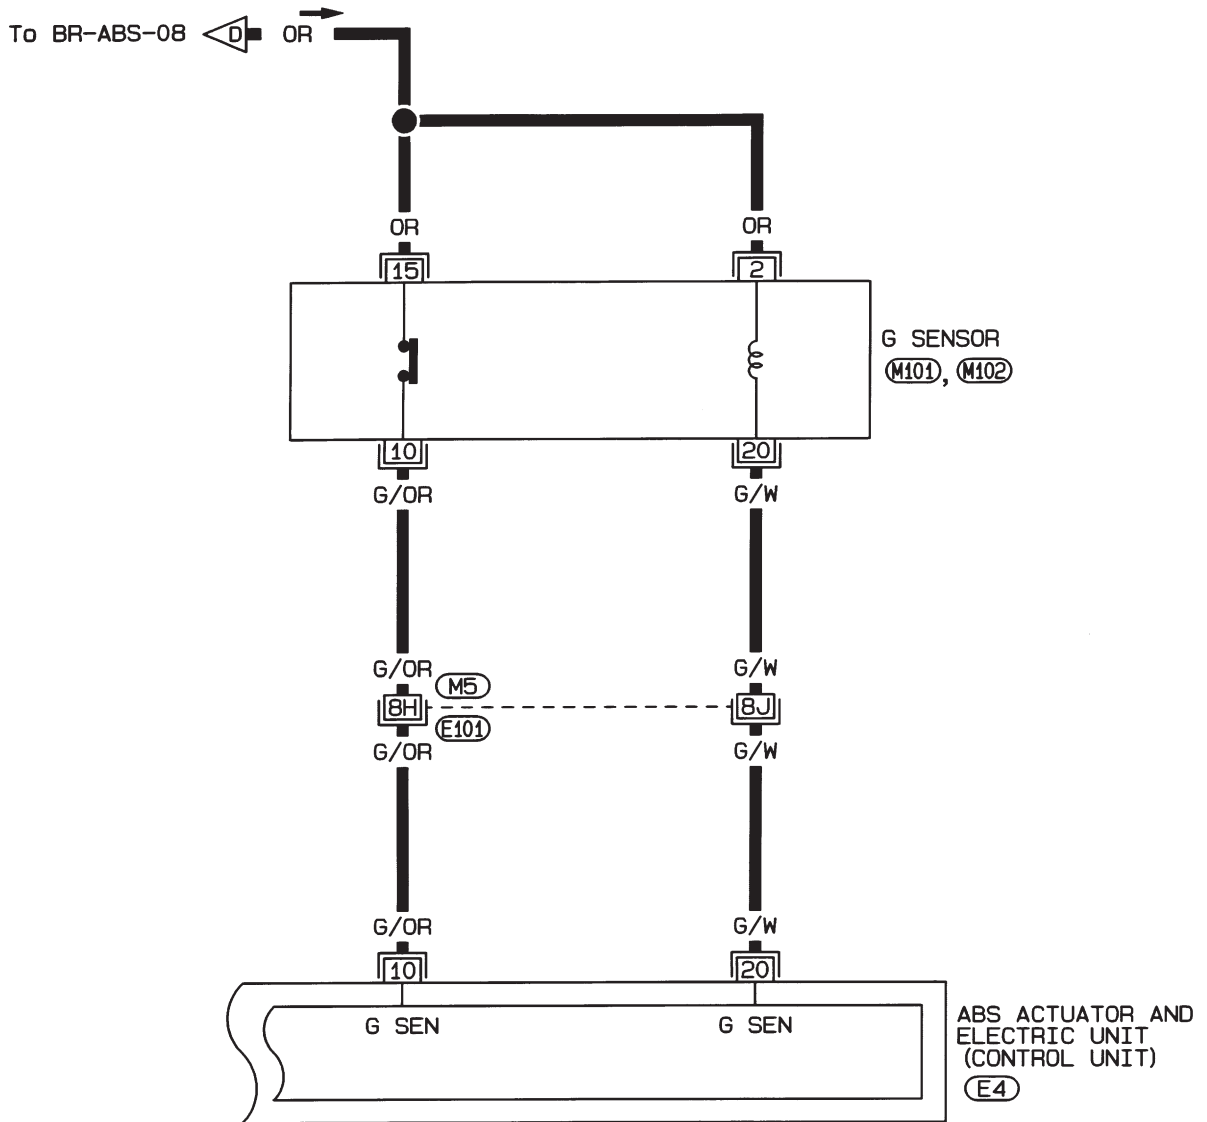 To BR-ABS-08 D OR
OR OR
15 2
G SENSOR
M101, M102
10 20
G/OR G/W
G/OR G/W
M5
8H 8J
E101
G/OR G/W
G/OR G/W
10 20
G SEN G SEN
ABS ACTUATOR AND
ELECTRIC UNIT
(CONTROL UNIT)
E4